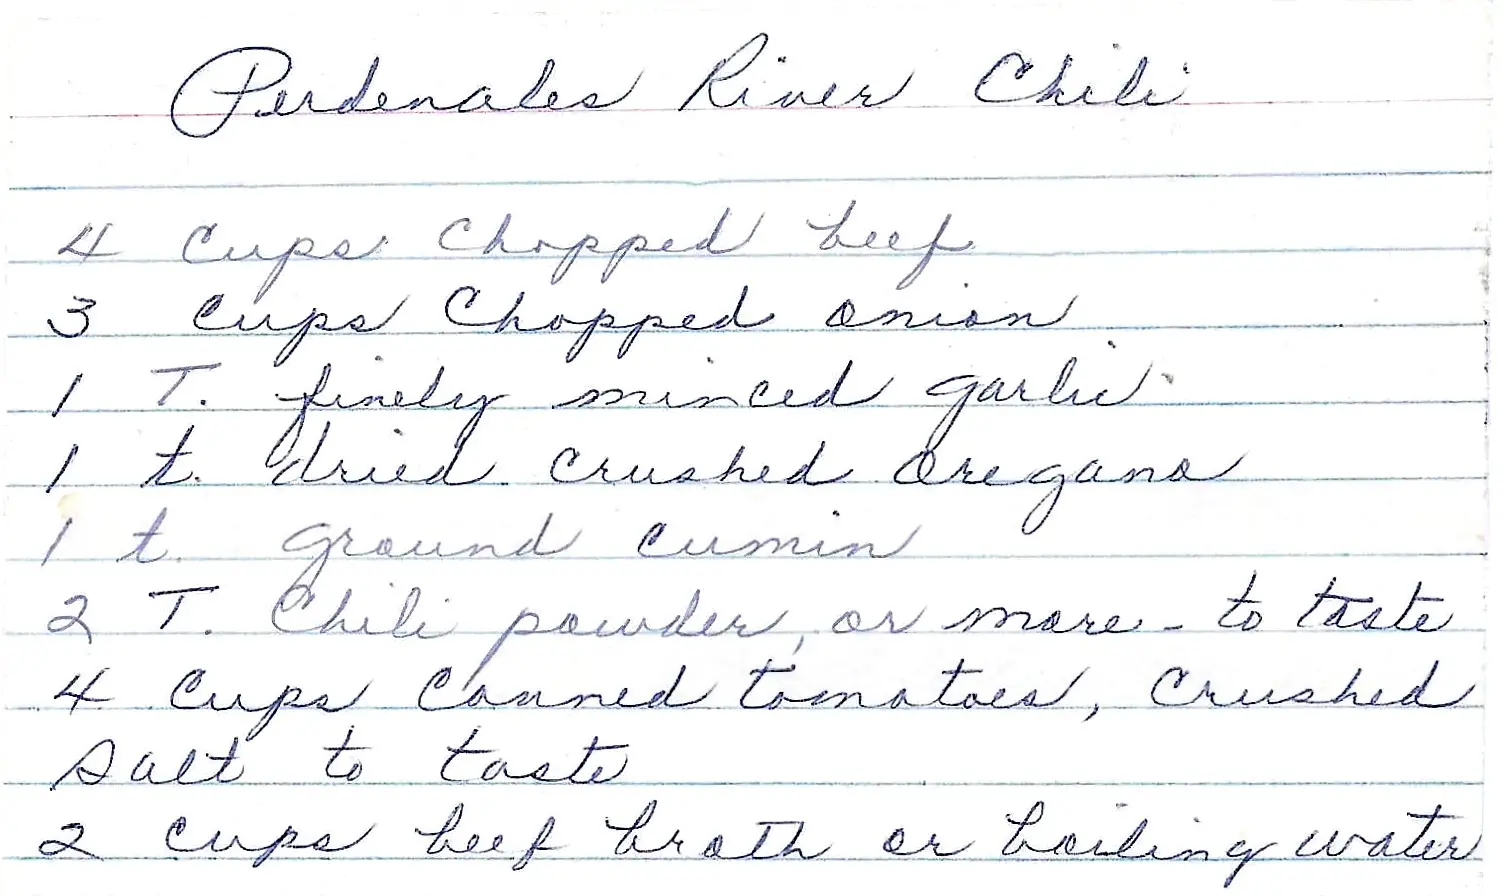 Perdenales River Chili
4 Cups Chopped beef
3 Cups Chopped onion
1 T. finely minced garlic
1 t. dried crushed oregano
1 t. ground cumin
2 T. Chili powder, or more - to taste
4 Cups Canned tomatoes, Crushed
Salt to taste
2 Cups beef broth or boiling water